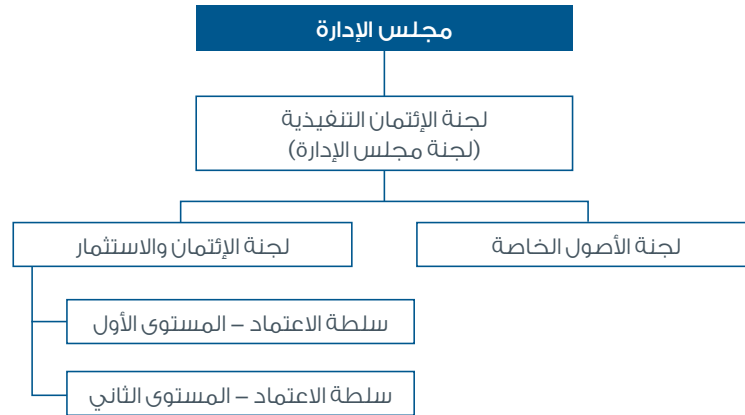 مجلس الإدارة
لجنة الإئتمان التنفيذية
(لجنة مجلس الإدارة)
لجنة الأصول الخاصة
لجنة الإئتمان والاستثمار
سلطة الاعتماد – المستوى الأول
سلطة الاعتماد – المستوى الثاني